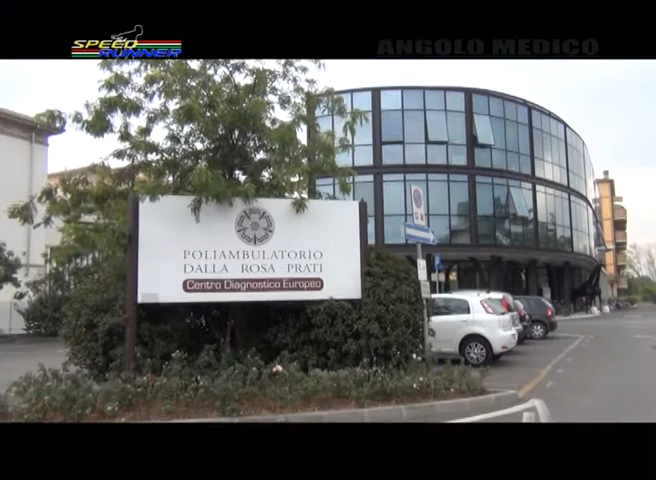 SPEED
RUNNER
ANGOLO MEDICO
POLIAMBULATORIO
DALLA ROSA-PRATI
Centro Diagnostico Europeo